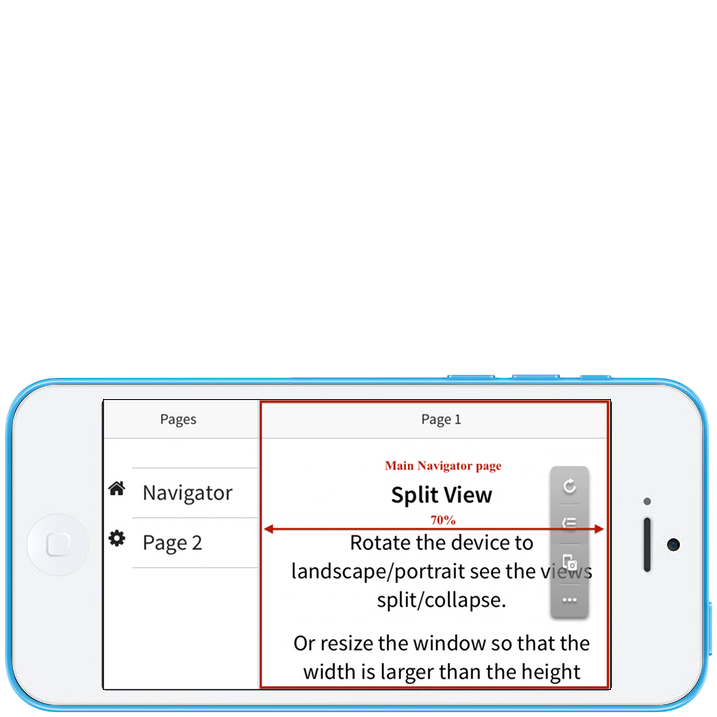 Pages
Page 1
Navigator
Page 2
Main Navigator page
Split View
70%
Rotate the device to
landscape/portrait see the views
split/collapse.
Or resize the window so that the
width is larger than the height